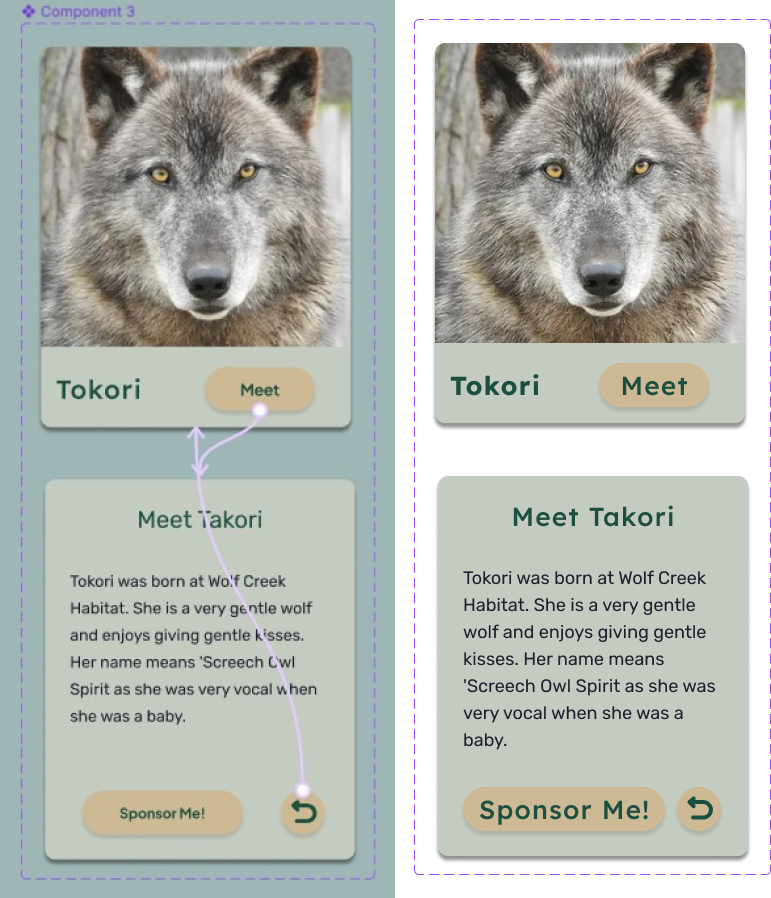 Component 3
Tokori
Meet
Meet Takori
Tokori was born at Wolf Creek
Habitat. She is a very gentle wolf
and enjoys giving gentle kisses.
Her name means 'Screech Owl
Spirit as she was very vocal when
she was a baby.
Sponsor Me!
Tokori
Meet
Meet Takori
Tokori was born at Wolf Creek
Habitat. She is a very gentle
wolf and enjoys giving gentle
kisses. Her name means
'Screech Owl Spirit as she was
very vocal when she was a
baby.
Sponsor Me!